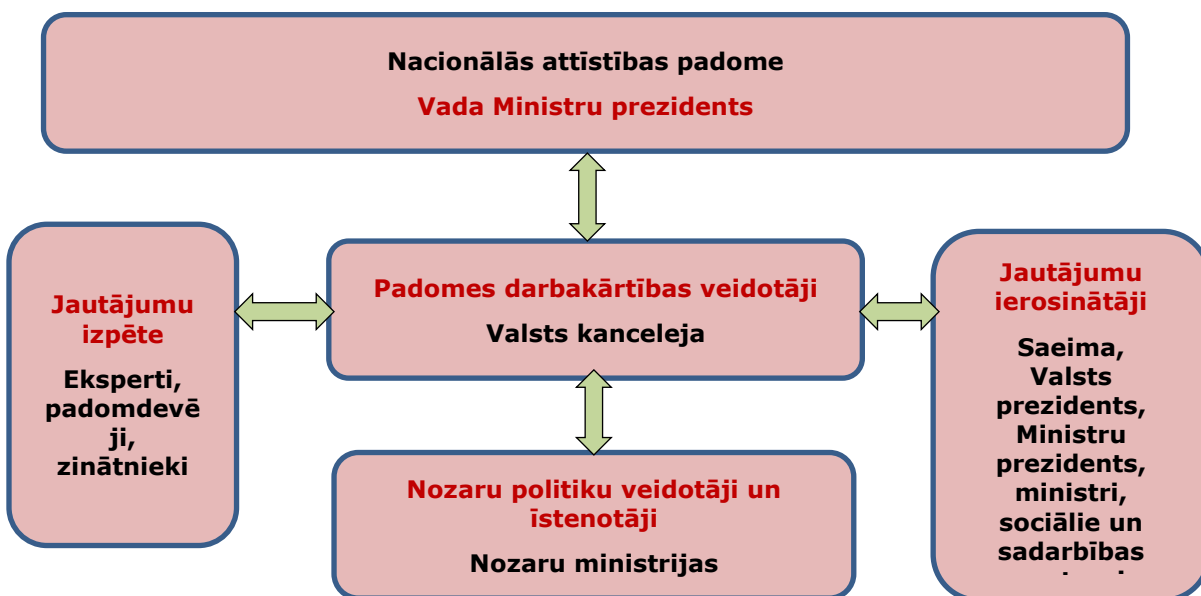 Nacionālās attīstības padome
Vada Ministru prezidents
Jautājumu
izpēte
Eksperti,
padomdevē
ji,
zinātnieki
Padomes darbakārtības veidotāji
Valsts kanceleja
Jautājumu
ierosinātāji
Saeima,
Valsts
prezidents,
Ministru
prezidents,
ministri,
sociālie un
sadarbības
Nozaru politiku veidotāji un
īstenotāji
Nozaru ministrijas